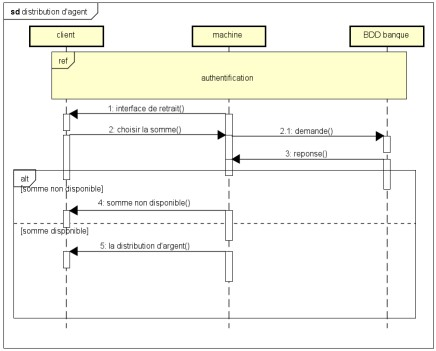 sd distribution d'agent
client
machine
BDD banque
ref
authentification
1: interface de retrait()
2: choisir la somme()
2.1: demande()
3: reponse()
alt
[somme non disponible]
4: somme non disponible()
[somme disponible]
5: la distribution d'argent()